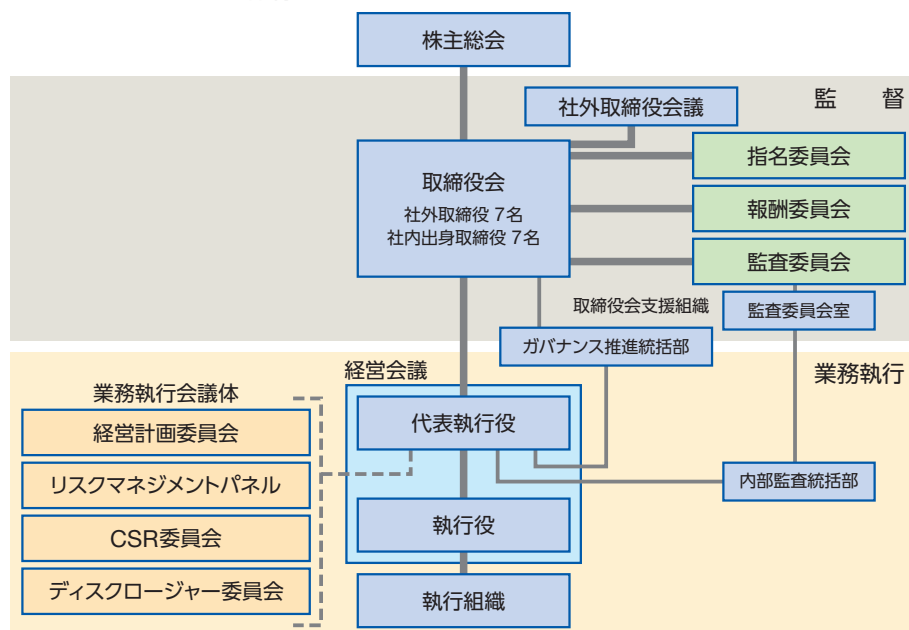 株主総会
監 督
社外取締役会議
指名委員会
取締役会
社外取締役 7名
社内出身取締役 7名
報酬委員会
監査委員会
取締役会支援組織
監査委員会室
ガバナンス推進統括部
経営会議
業務執行
業務執行会議体
代表執行役
経営計画委員会
リスクマネジメントパネル
内部監査統括部
執行役
CSR委員会
ディスクロージャー委員会
執行組織